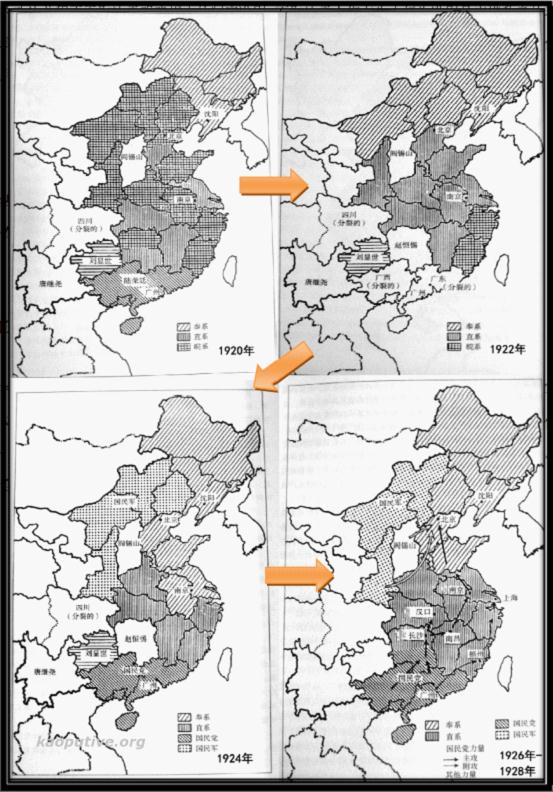 沈阳
北京
阎锡山
南京
四川
(分裂的)
刘显世
唐继尧
陆荣廷
广州
奉系
直系
皖系
1920年
沈阳
北京
阎锡山
南京
四川
(分裂的)
赵恒惕
刘显世
唐继尧
广西
(分裂的)
广东
(分裂的)
广州
奉系
直系
皖系
1922年
沈阳
国民军
北京
阎锡山
南京
四川
(分裂的)
赵恒惕
刘显世
唐继尧
国民党
广州
奉系
直系
国民党
国民军
kaoputive.org
1924年
沈阳
国民军
北京
阎锡山
南京
上海
汉口
长沙
南昌
福州
国民党
广州
奉系
直系
国民党
国民军
国民党力量
主攻
附攻
其他力量
1926年-
1928年